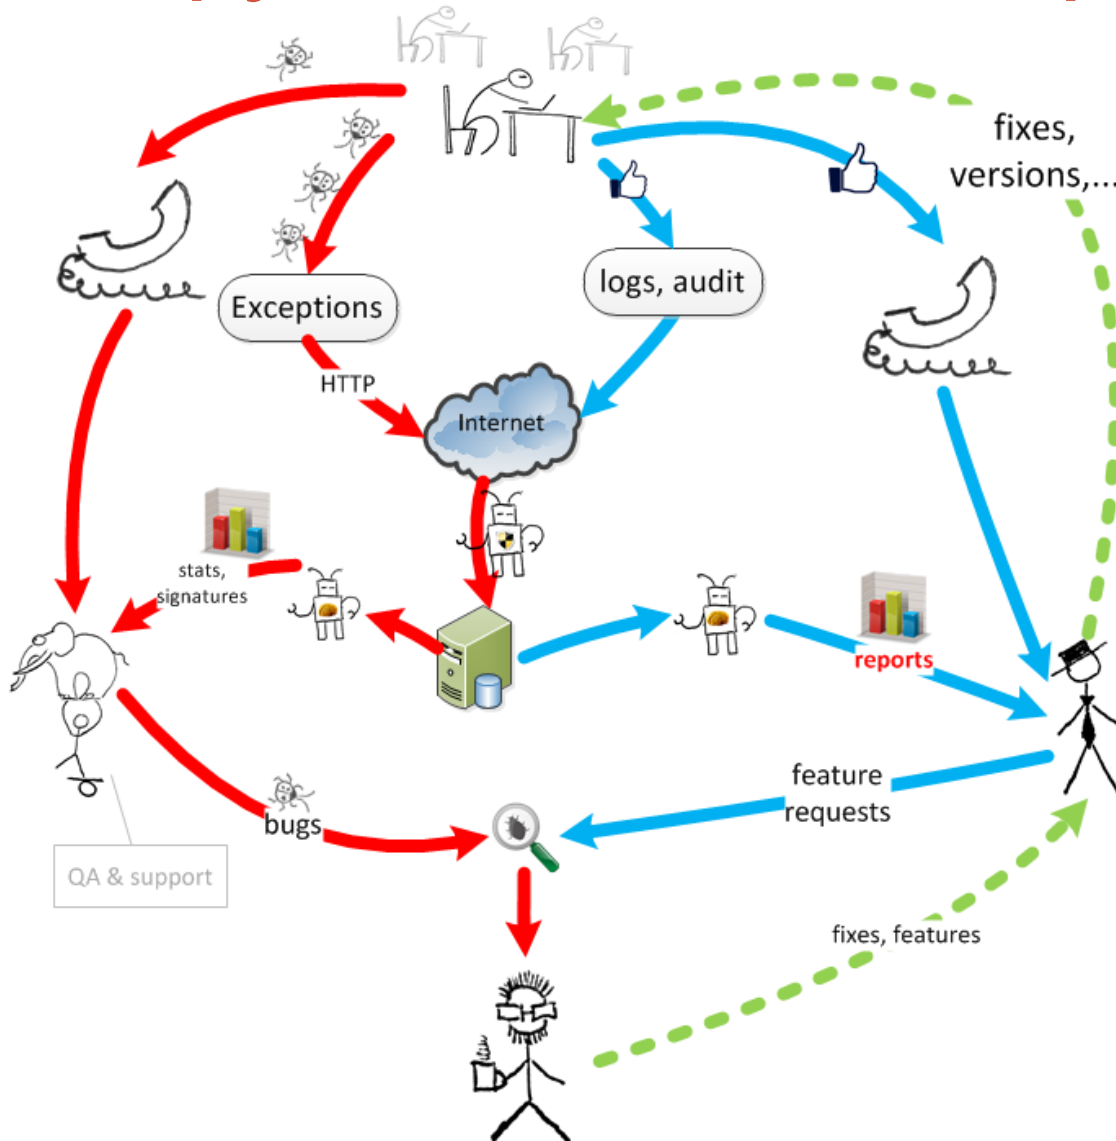 fixes,
versions,...
Exceptions
logs, audit
HTTP
Internet
stats,
signatures
reports
feature
requests
bugs
QA & support
fixes, features